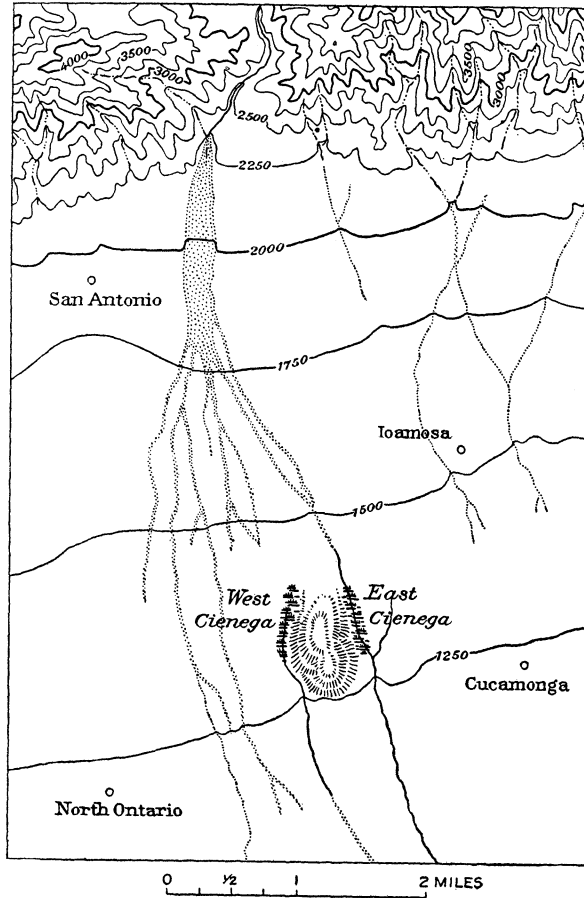 4000
3500
3000
2500
2250
3500
3000
2000
San Antonio
1750
Ioamosa
1500
West
Cienega
East
Cienega
1250
Cucamonga
North Ontario
0 ½ 1 2 MILES